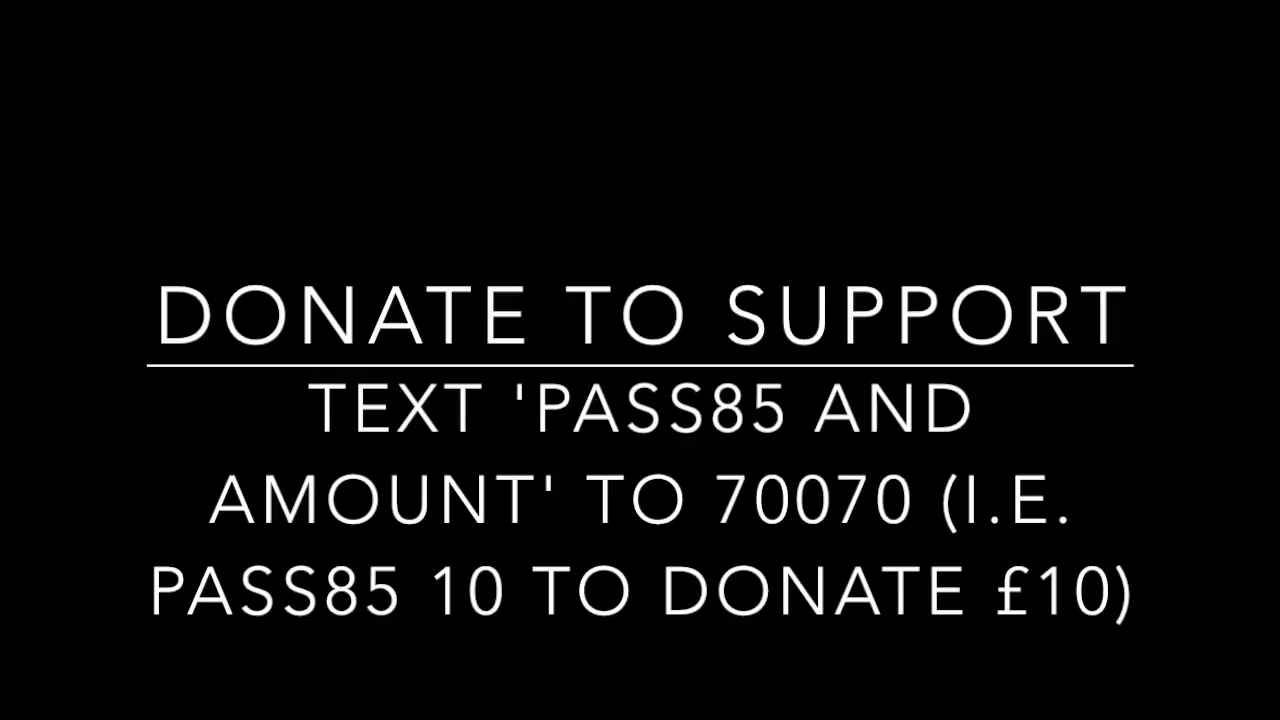 DONATE TO SUPPORT
TEXT 'PASS85 AND
AMOUNT' TO 70070 (I.E.
PASS85 10 TO DONATE £10)